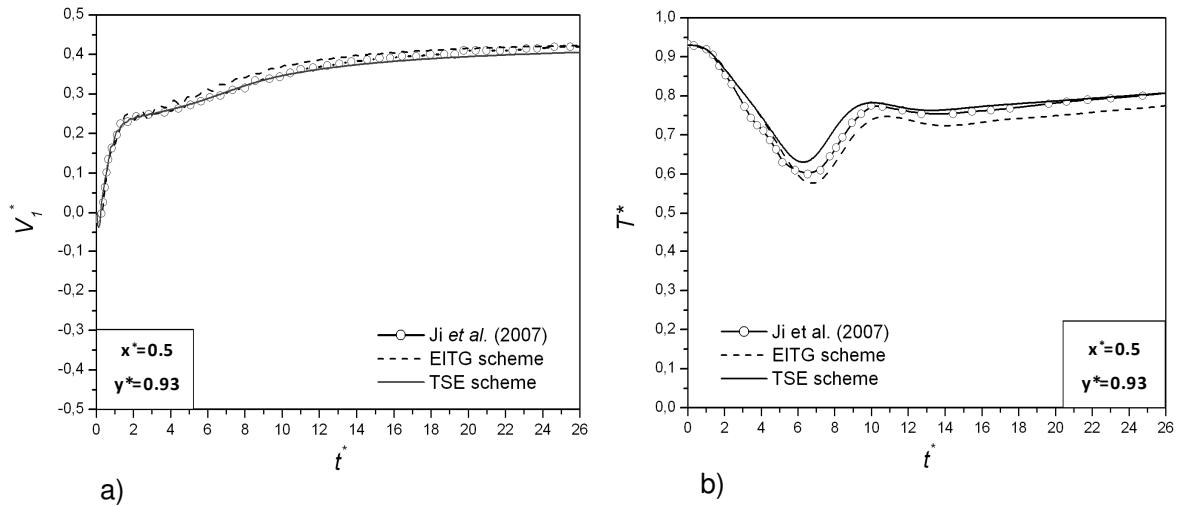 0,5
0,4
0,3
0,2
0,1
0,0
-0,1
-0,2
-0,3
-0,4
-0,5
V₁*
Ji et al. (2007)
EITG scheme
TSE scheme
x*=0.5
y*=0.93
0 2 4 6 8 10 12 14 16 18 20 22 24 26
t*
a)
1,0
0,9
0,8
0,7
0,6
0,5
0,4
0,3
0,2
0,1
0,0
T*
Ji et al. (2007)
EITG scheme
TSE scheme
x*=0.5
y*=0.93
0 2 4 6 8 10 12 14 16 18 20 22 24 26
t*
b)